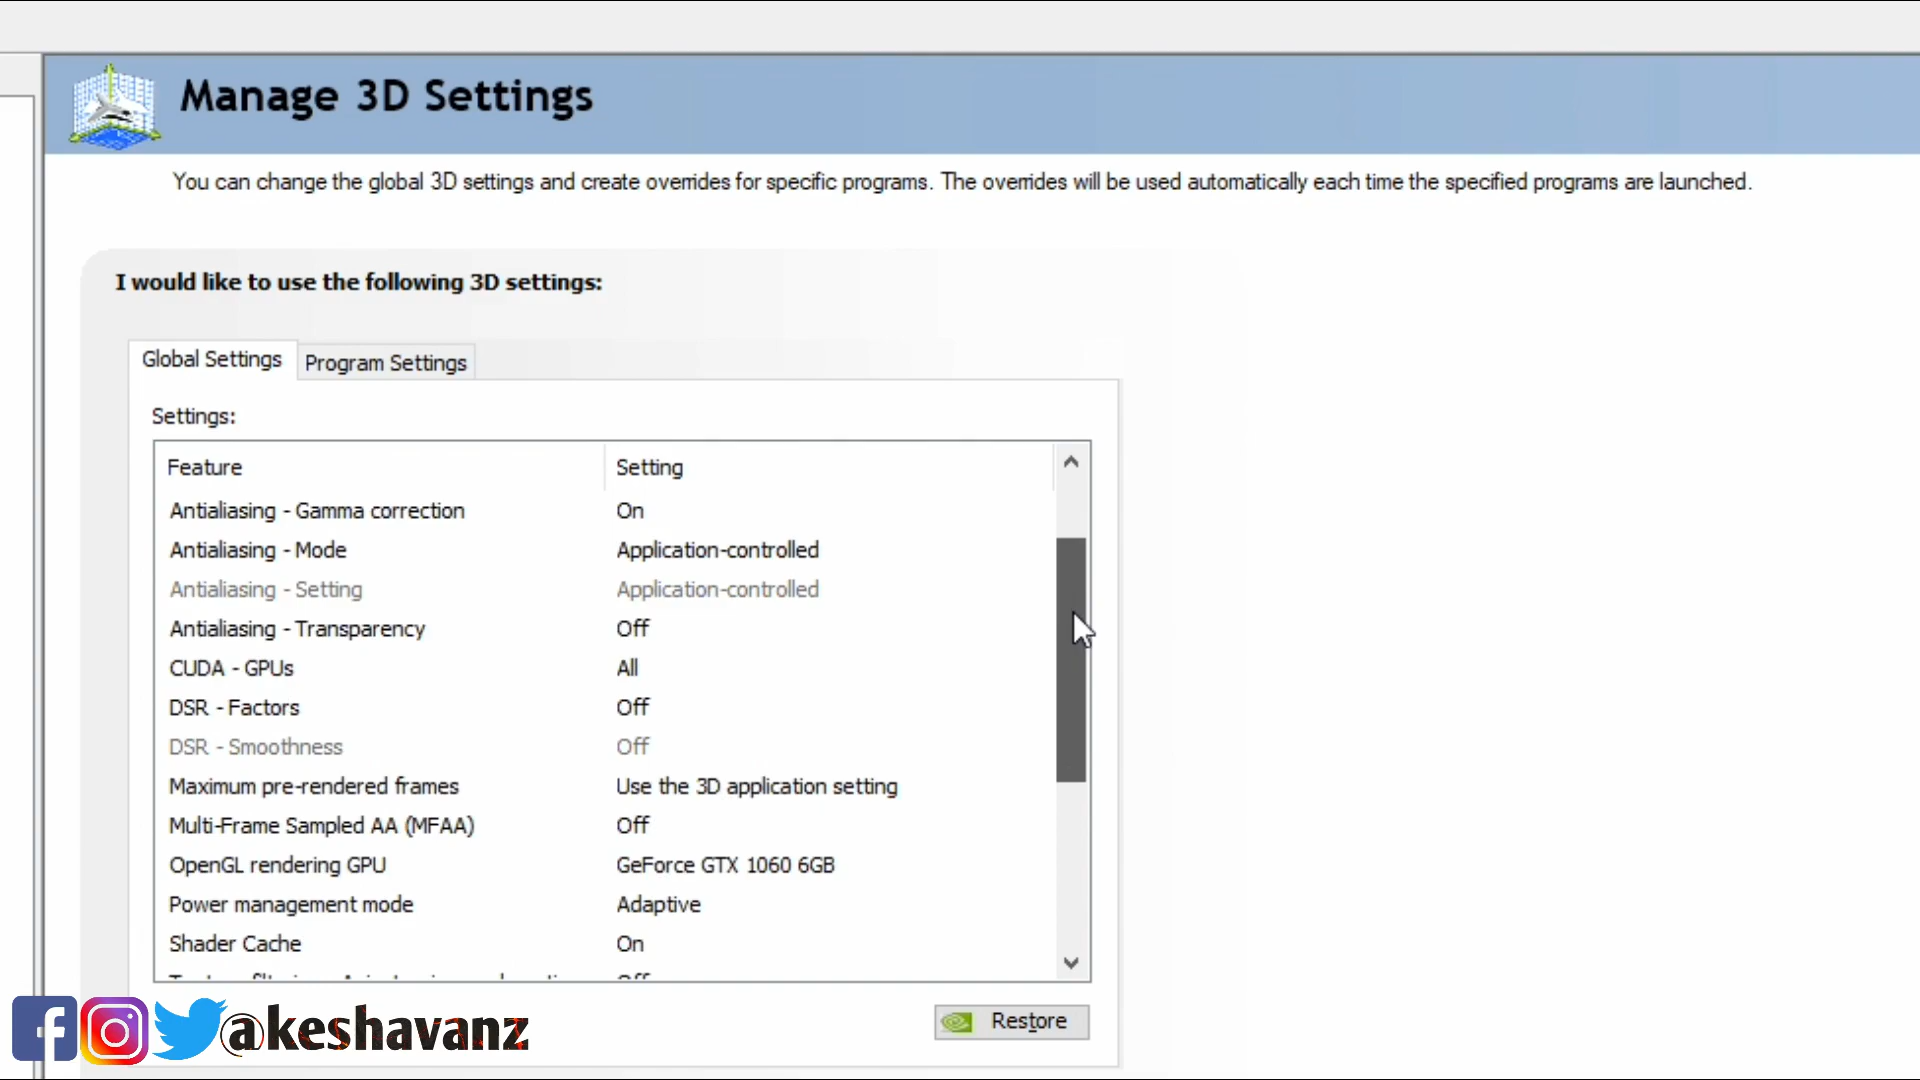 Manage 3D Settings
You can change the global 3D settings and create overrides for specific programs. The overrides will be used automatically each time the specified programs are launched.
I would like to use the following 3D settings:
Global Settings Program Settings
Settings:
Feature Setting
Antialiasing - Gamma correction On
Antialiasing - Mode Application-controlled
Antialiasing - Setting Application-controlled
Antialiasing - Transparency Off
CUDA - GPUs All
DSR - Factors Off
DSR - Smoothness Off
Maximum pre-rendered frames Use the 3D application setting
Multi-Frame Sampled AA (MFAA) Off
OpenGL rendering GPU GeForce GTX 1060 6GB
Power management mode Adaptive
Shader Cache On
Restore
@keshavanz